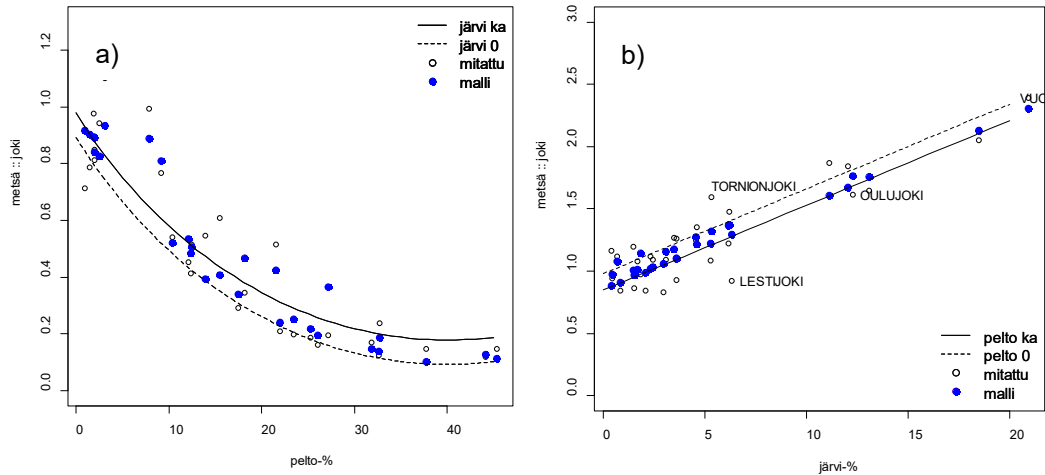 a)
järvi ka
järvi 0
mitattu
malli
metsä :: joki
0.0
0.2
0.4
0.6
0.8
1.0
1.2
0
10
20
30
40
pelto-%
b)
VUO
TORNIONJOKI
OULUJOKI
LESTIJOKI
pelto ka
pelto 0
mitattu
malli
metsä :: joki
0.0
0.5
1.0
1.5
2.0
2.5
3.0
0
5
10
15
20
järvi-%